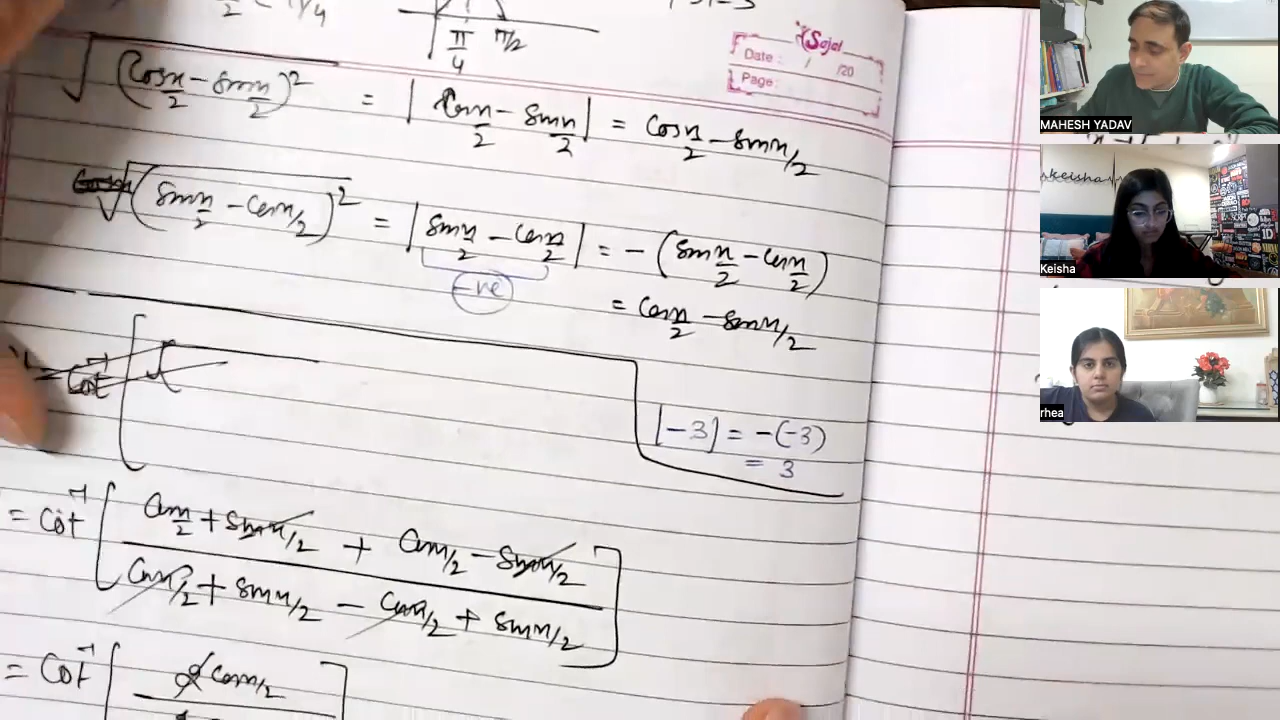 π/4 π/2
Sajal
Date : / /20
Page:
√(Cos x/2 - Sin x/2)² = |Cos x/2 - Sin x/2| = Cos x/2 - Sin x/2
√(Sin x/2 - Cos x/2)² = |Sin x/2 - Cos x/2| = -(Sin x/2 - Cos x/2)
-ve
= Cos x/2 - Sin x/2
|-3| = -(-3)
= 3
= Cot⁻¹ [ Cos x/2 + Sin x/2 + Cos x/2 - Sin x/2
Cos x/2 + Sin x/2 - Cos x/2 + Sin x/2 ]
= Cot⁻¹ [ 2 Cos x/2 ]
MAHESH YADAV
keisha
Keisha
rhea